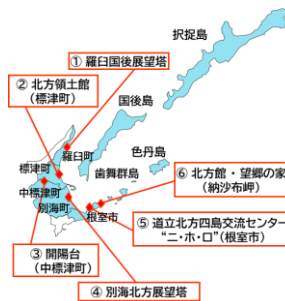 択捉島
① 羅臼国後展望塔
② 北方領土館
(標津町)
国後島
羅臼町
色丹島
標津町
歯舞群島
⑥ 北方館・望郷の家
(納沙布岬)
中標津町
別海町
根室市
⑤ 道立北方四島交流センター
“ニ・ホ・ロ”(根室市)
③ 開陽台
(中標津町)
④ 別海北方展望塔